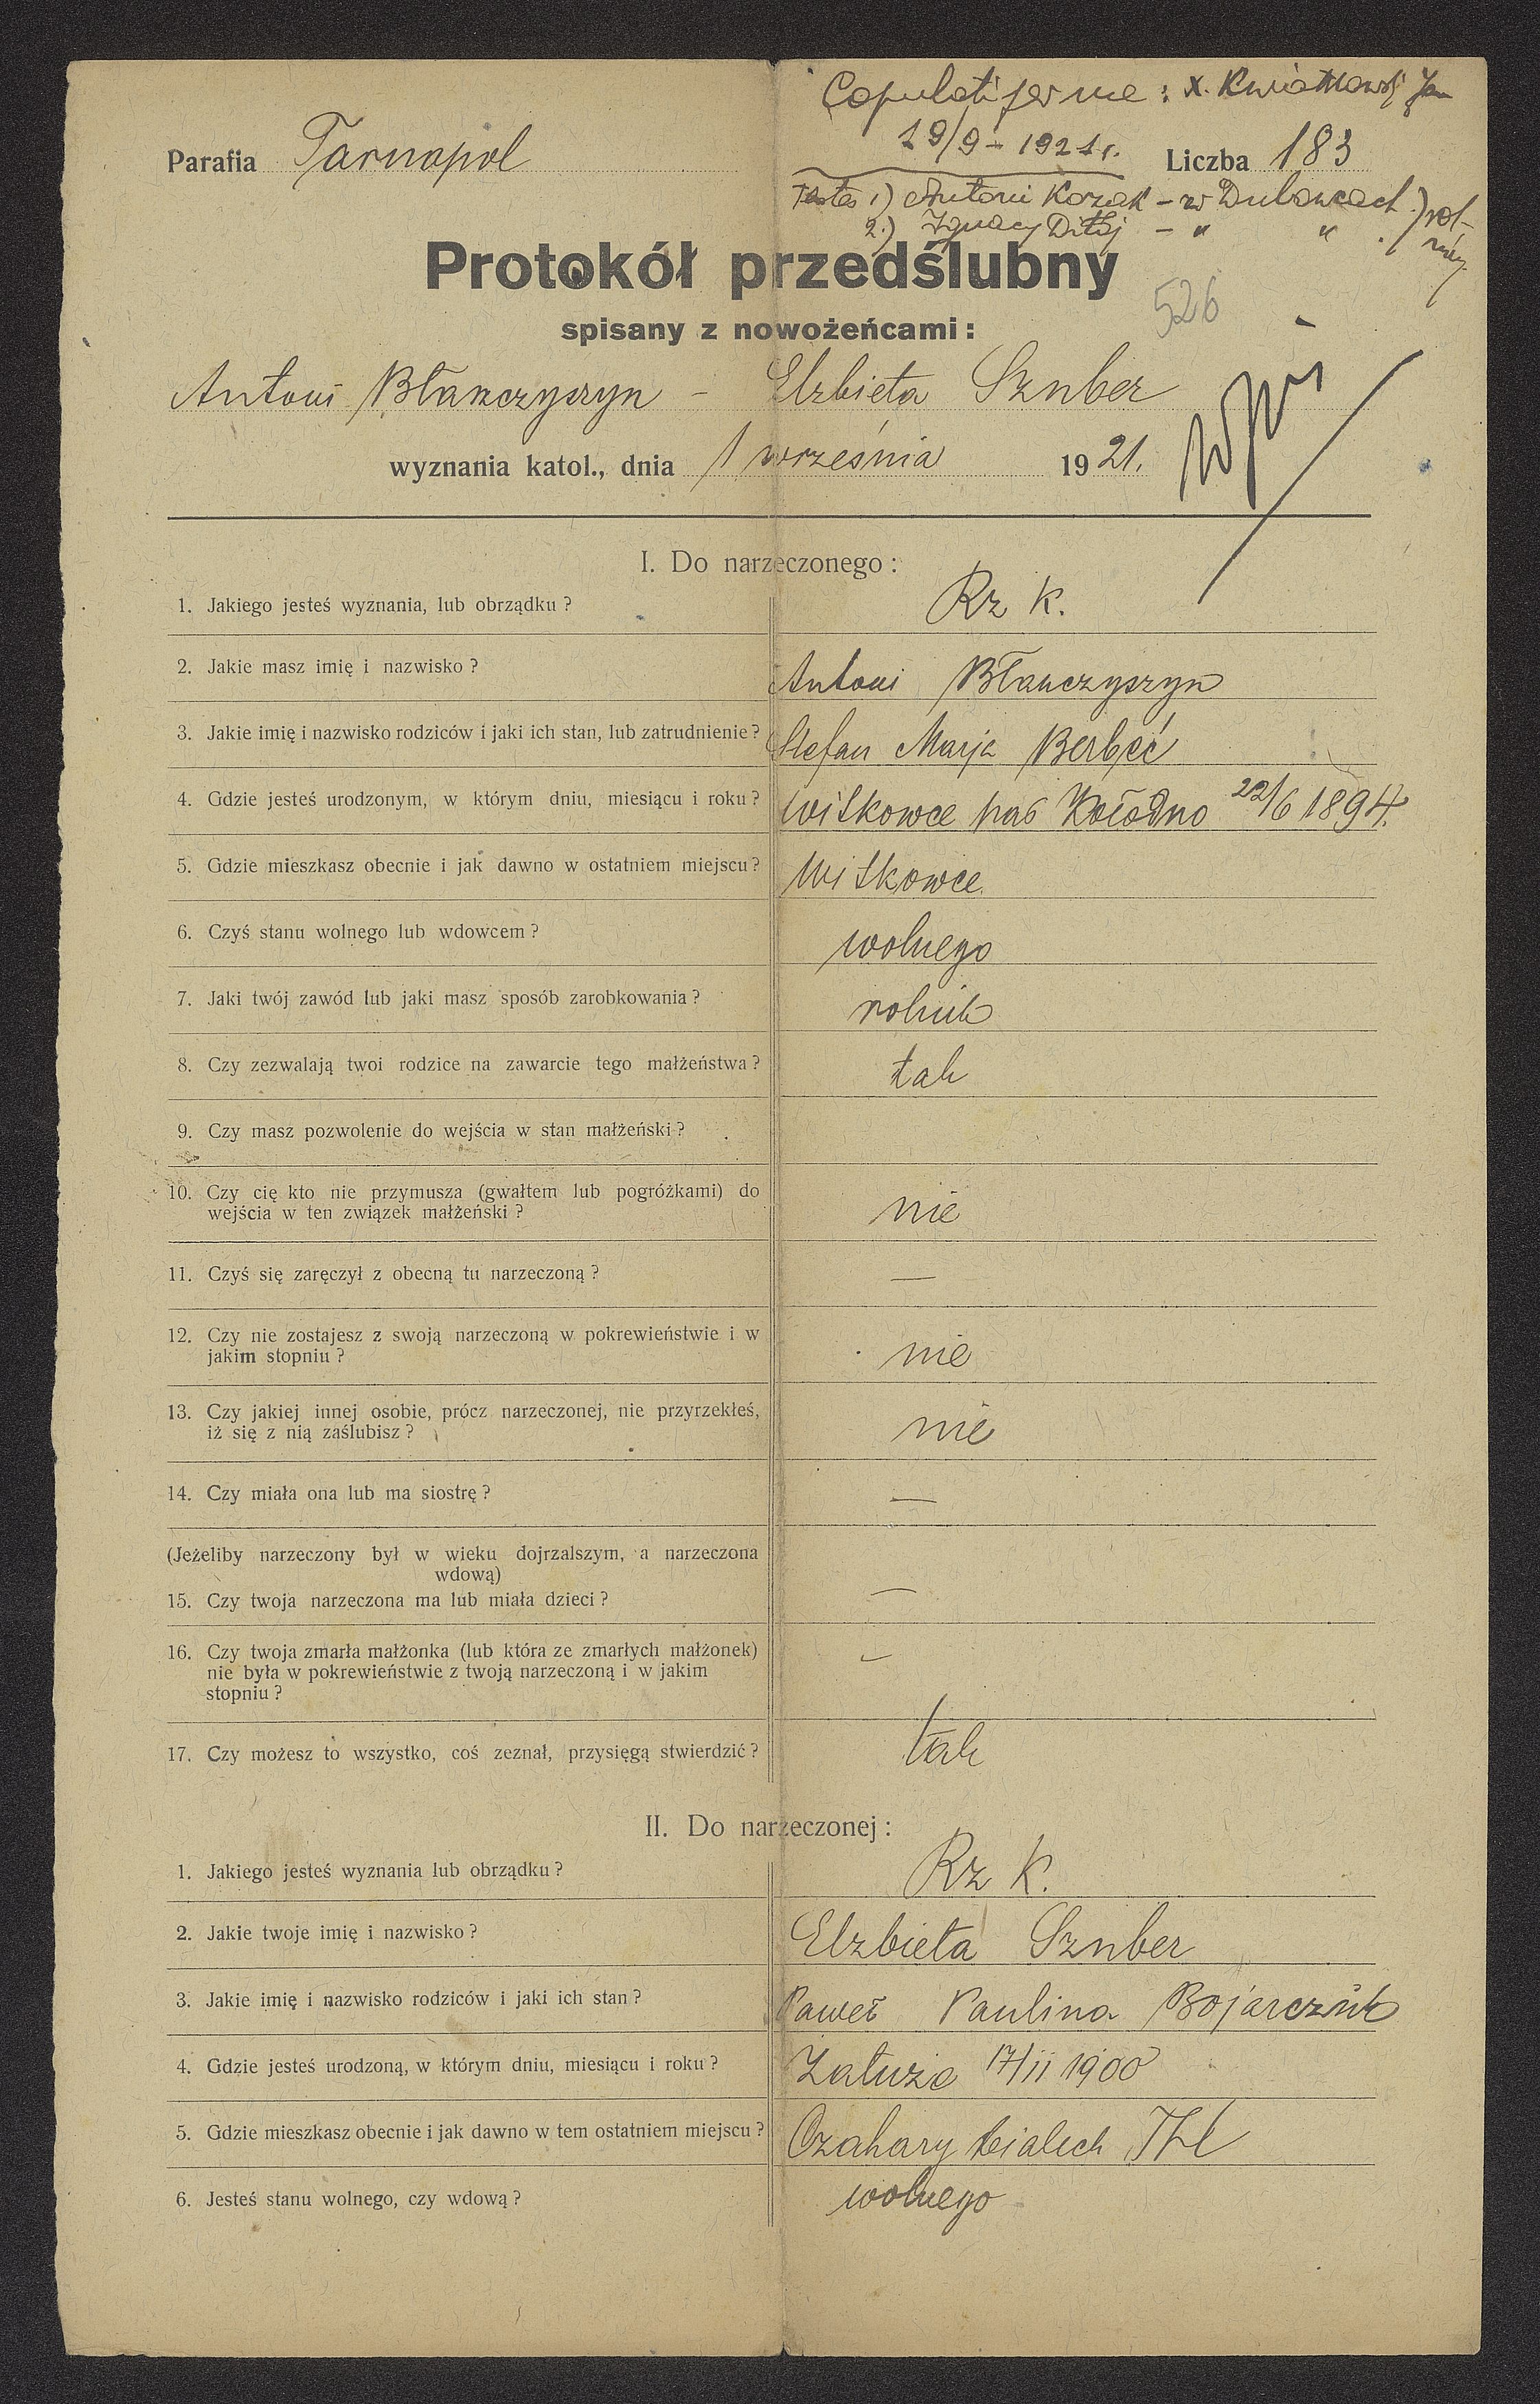 Copulati per me: X. Kwiatkowski Jan
19/9 - 1921 r.
Parafia Tarnopol
Liczba 183
Testes 1) Antoni Kozak - w Dubowcach ) rol-
2.) Ignacy - " " . ) nicy
Protokół przedślubny
526
spisany z nowożeńcami:
Antoni Błanczyszyn - Elzbieta Sznber
wyznania katol., dnia 1 września 1921.
I. Do narzeczonego:
1. Jakiego jesteś wyznania, lub obrządku? Rz K.
2. Jakie masz imię i nazwisko? Antoni Błanczyszyn
3. Jakie imię i nazwisko rodziców i jaki ich stan, lub zatrudnienie? Stefan Marja Berbeć
4. Gdzie jesteś urodzonym, w którym dniu, miesiącu i roku? Witkowce Kołodno 22/6 1894.
5. Gdzie mieszkasz obecnie i jak dawno w ostatniem miejscu? Witkowce
6. Czyś stanu wolnego lub wdowcem? wolnego
7. Jaki twój zawód lub jaki masz sposób zarobkowania? rolnik
8. Czy zezwalają twoi rodzice na zawarcie tego małżeństwa? tak
9. Czy masz pozwolenie do wejścia w stan małżeński?
10. Czy cię kto nie przymusza (gwałtem lub pogróżkami) do
wejścia w ten związek małżeński? nie
11. Czyś się zaręczył z obecną tu narzeczoną? —
12. Czy nie zostajesz z swoją narzeczoną w pokrewieństwie i w
jakim stopniu? nie
13. Czy jakiej innej osobie, prócz narzeczonej, nie przyrzekłeś,
iż się z nią zaślubisz? nie
14. Czy miała ona lub ma siostrę? —
(Jeżeliby narzeczony był w wieku dojrzalszym, a narzeczona
wdową)
15. Czy twoja narzeczona ma lub miała dzieci? —
16. Czy twoja zmarła małżonka (lub która ze zmarłych małżonek)
nie była w pokrewieństwie z twoją narzeczoną i w jakim
stopniu? —
17. Czy możesz to wszystko, coś zeznał, przysięgą stwierdzić? tak
II. Do narzeczonej:
1. Jakiego jesteś wyznania lub obrządku? Rz K.
2. Jakie twoje imię i nazwisko? Elzbieta Sznber
3. Jakie imię i nazwisko rodziców i jaki ich stan? Paweł Paulina Bojarczuk
4. Gdzie jesteś urodzoną, w którym dniu, miesiącu i roku? Załuże 17/11 1900
5. Gdzie mieszkasz obecnie i jak dawno w tem ostatniem miejscu? Czahary
6. Jesteś stanu wolnego, czy wdową? wolnego